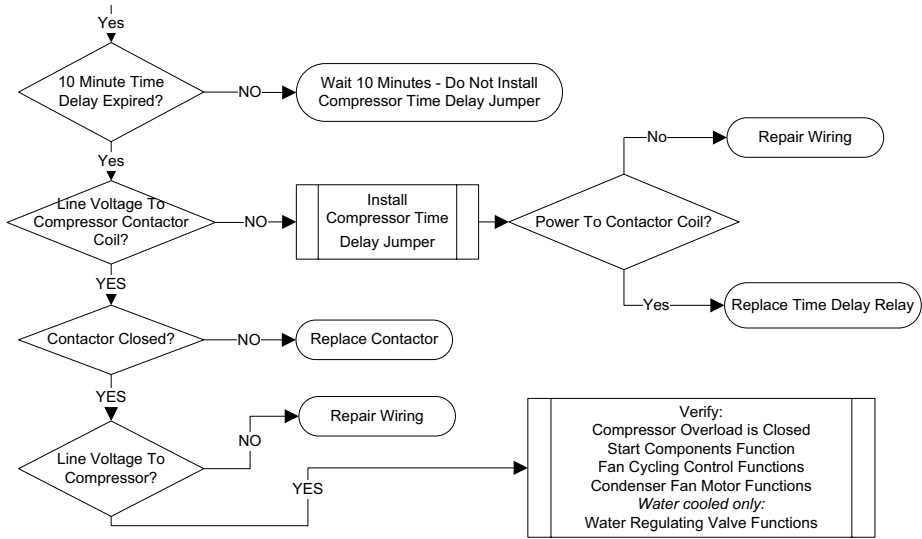 Yes
10 Minute Time
Delay Expired?
NO
Wait 10 Minutes - Do Not Install
Compressor Time Delay Jumper
Yes
No
Repair Wiring
Line Voltage To
Compressor Contactor
Coil?
NO
Install
Compressor Time
Delay Jumper
Power To Contactor Coil?
YES
Yes
Replace Time Delay Relay
Contactor Closed?
NO
Replace Contactor
YES
Repair Wiring
NO
Line Voltage To
Compressor?
YES
Verify:
Compressor Overload is Closed
Start Components Function
Fan Cycling Control Functions
Condenser Fan Motor Functions
Water cooled only:
Water Regulating Valve Functions